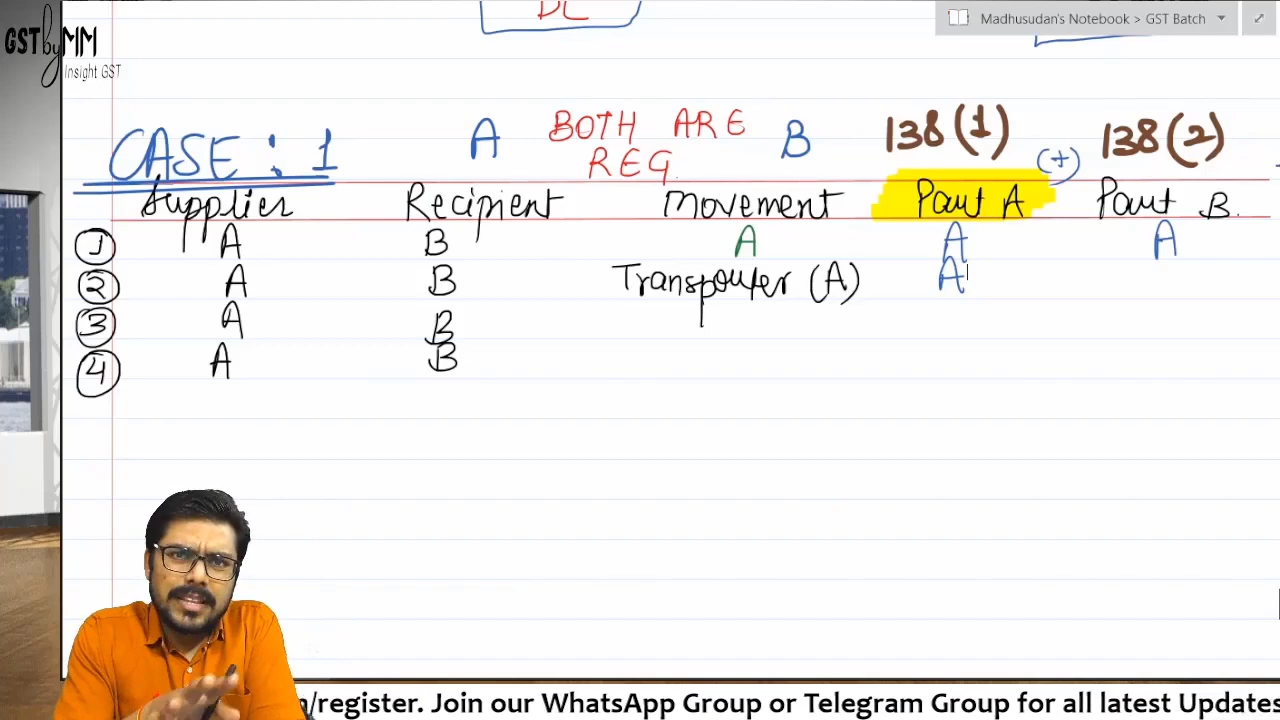 DL
Madhusudan's Notebook > GST Batch
GST by MM
Insight GST
CASE : 1 A BOTH ARE REG. B 138(1) (+) 138(2)
Supplier Recipient Movement Part A Part B.
① A B A A A
② A B Transporter (A) A
③ A B
④ A B
/register. Join our WhatsApp Group or Telegram Group for all latest Updates